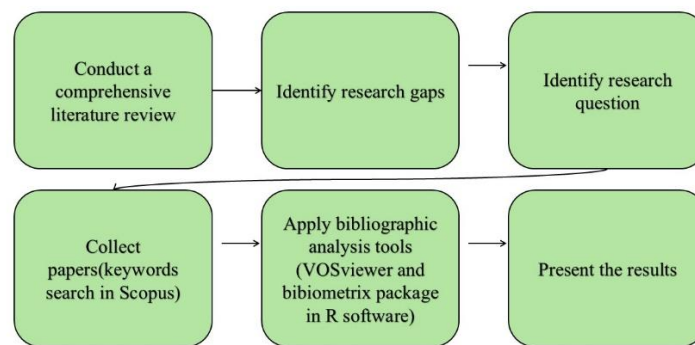 Conduct a
comprehensive
literature review
Identify research gaps
Identify research
question
Collect
papers(keywords
search in Scopus)
Apply bibliographic
analysis tools
(VOSviewer and
bibiometrix package
in R software)
Present the results